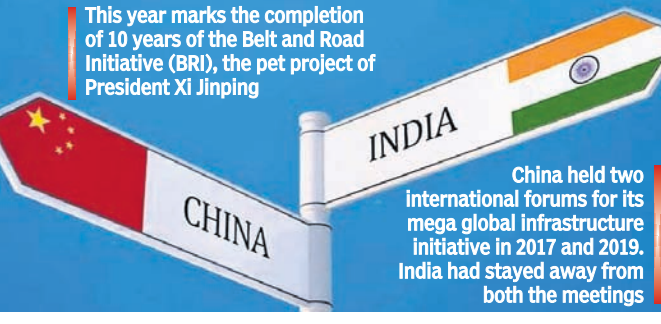 This year marks the completion
of 10 years of the Belt and Road
Initiative (BRI), the pet project of
President Xi Jinping
INDIA
CHINA
China held two
international forums for its
mega global infrastructure
initiative in 2017 and 2019.
India had stayed away from
both the meetings